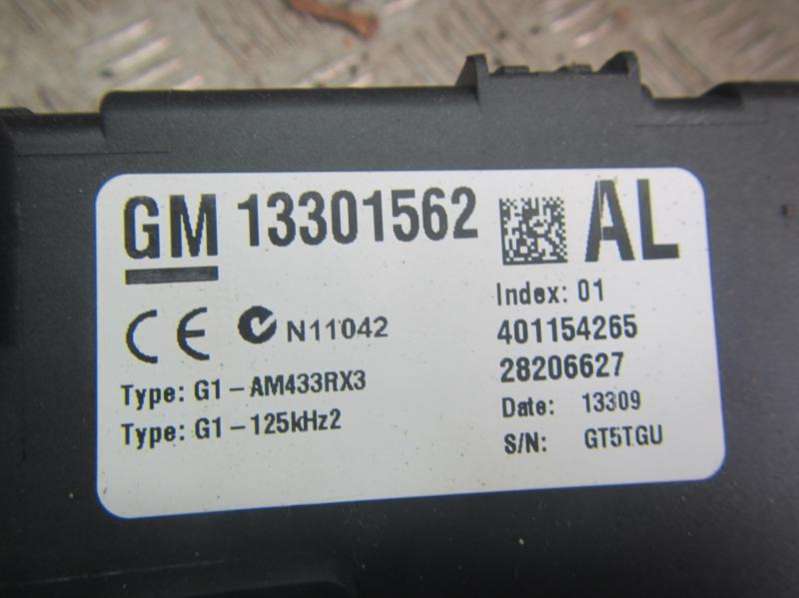 GM 13301562 AL
CE N11042
Index: 01
401154265
28206627
Type: G1-AM433RX3
Type: G1-125kHz2
Date: 13309
S/N: GT5TGU